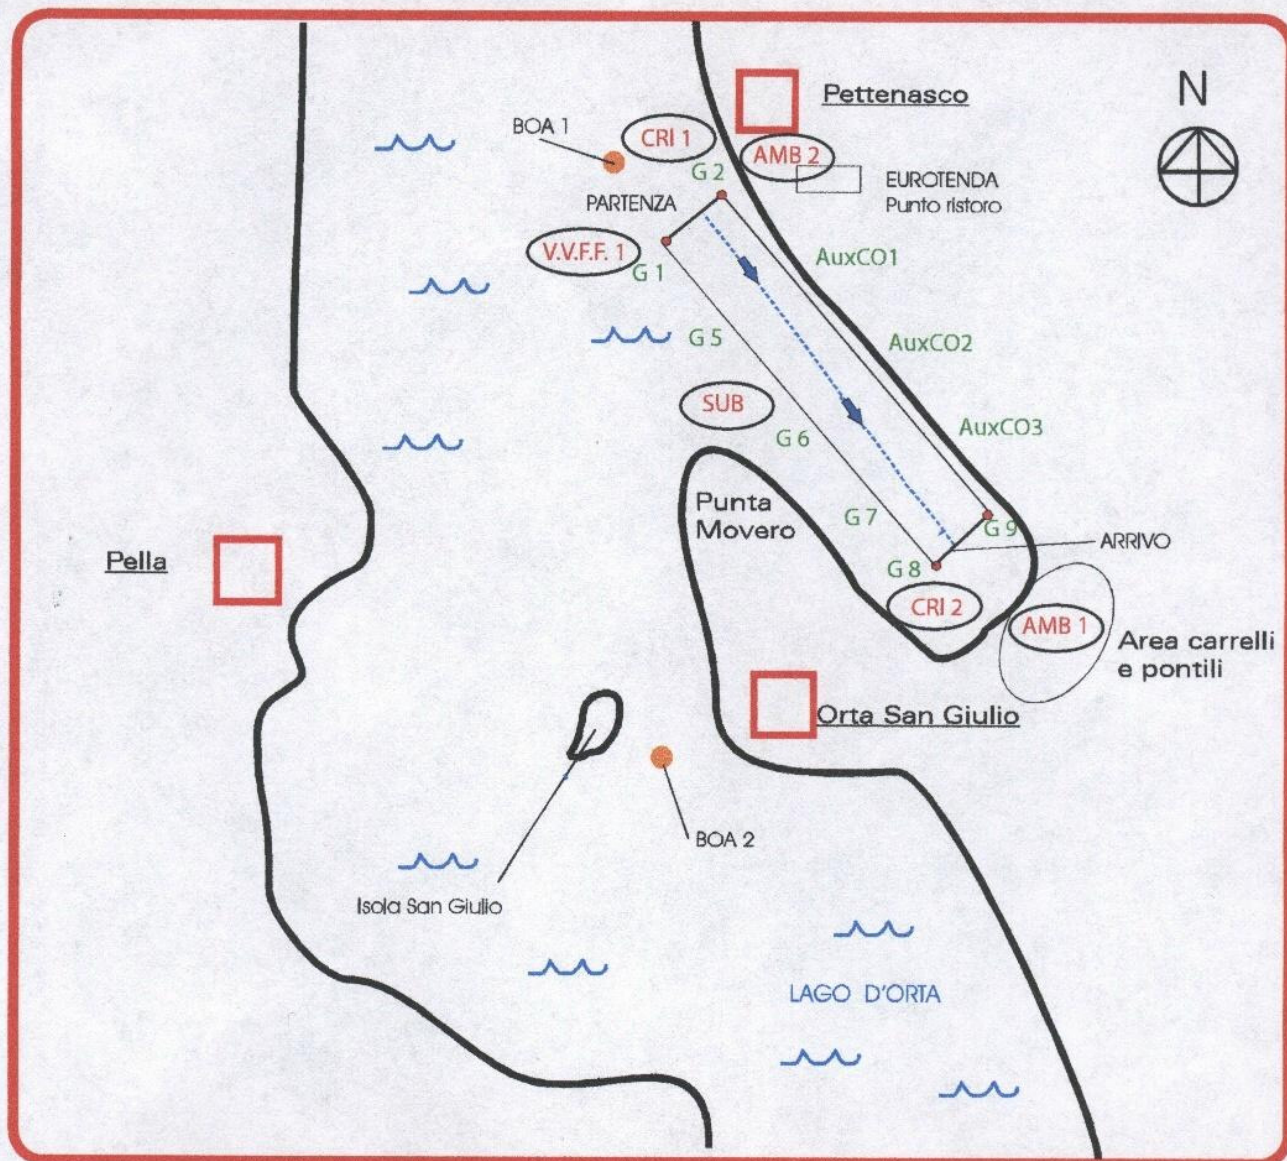 N
Pettenasco
BOA 1
CRI 1
AMB 2
G 2
EUROTENDA
Punto ristoro
PARTENZA
V.V.F.F. 1
G 1
AuxCO1
G 5
AuxCO2
SUB
G 6
AuxCO3
Punta
Movero
G 7
G 9
ARRIVO
Pella
G 8
CRI 2
AMB 1
Area carrelli
e pontili
Orta San Giulio
BOA 2
Isola San Giulio
LAGO D'ORTA